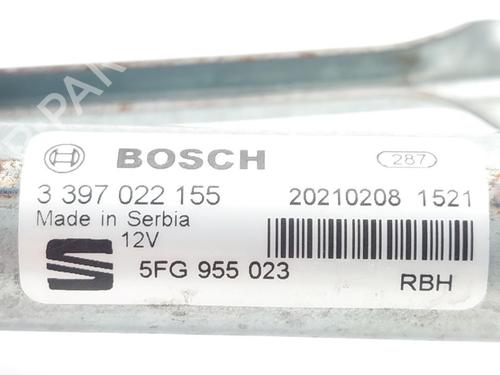 BOSCH
287
3 397 022 155
20210208 1521
Made in Serbia
12V
5FG 955 023
RBH